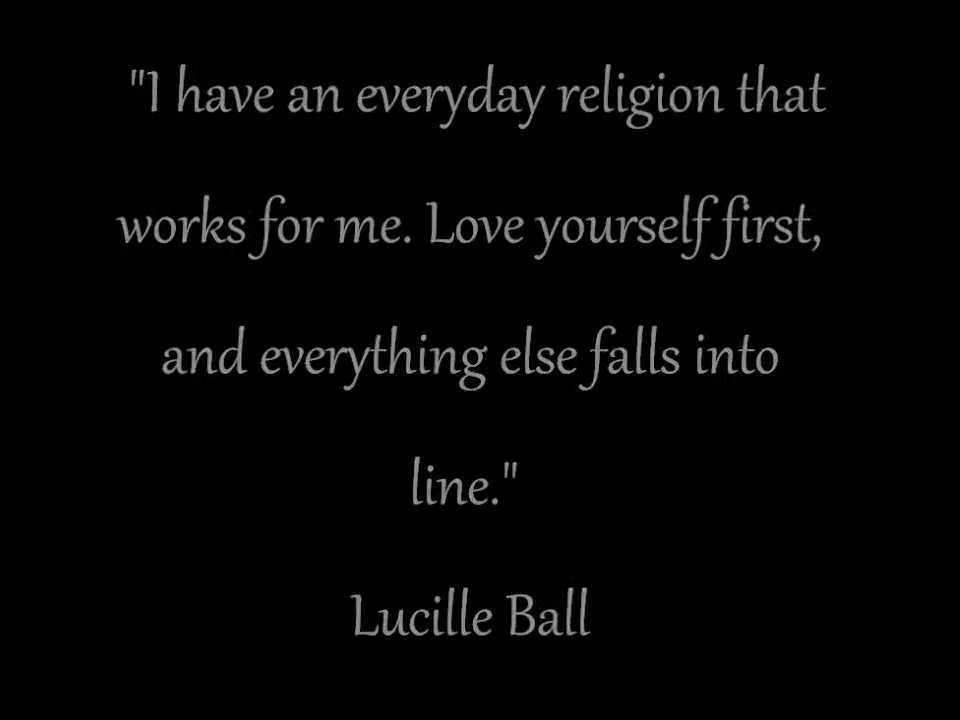 "I have an everyday religion that
works for me. Love yourself first,
and everything else falls into
line."
Lucille Ball